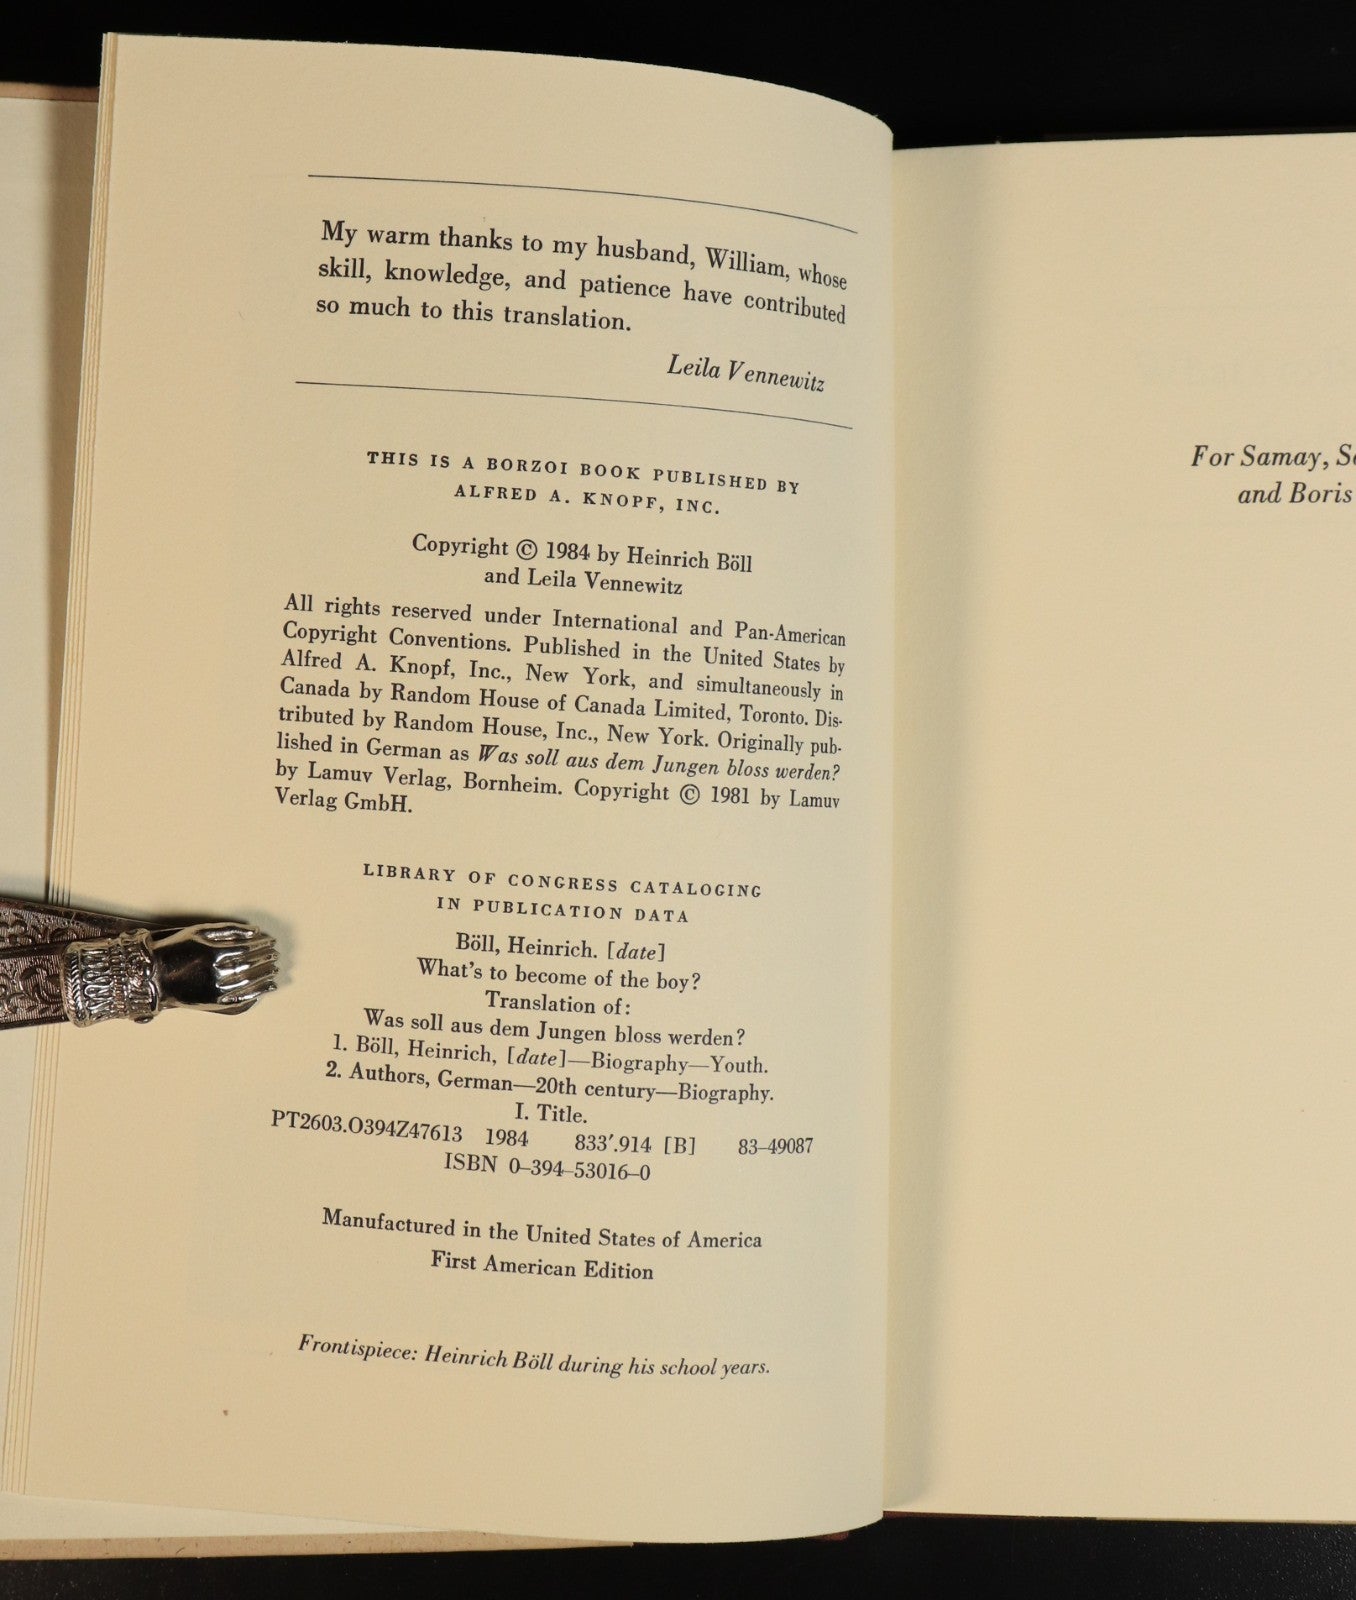 My warm thanks to my husband, William, whose
skill, knowledge, and patience have contributed
so much to this translation.
Leila Vennewitz
THIS IS A BORZOI BOOK PUBLISHED BY
ALFRED A. KNOPF, INC.
Copyright © 1984 by Heinrich Böll
and Leila Vennewitz
All rights reserved under International and Pan-American
Copyright Conventions. Published in the United States by
Alfred A. Knopf, Inc., New York, and simultaneously in
Canada by Random House of Canada Limited, Toronto. Dis-
tributed by Random House, Inc., New York. Originally pub-
lished in German as Was soll aus dem Jungen bloss werden?
by Lamuv Verlag, Bornheim. Copyright © 1981 by Lamuv
Verlag GmbH.
LIBRARY OF CONGRESS CATALOGING
IN PUBLICATION DATA
Böll, Heinrich. [date]
What's to become of the boy?
Translation of:
Was soll aus dem Jungen bloss werden?
1. Böll, Heinrich, [date]—Biography—Youth.
2. Authors, German—20th century—Biography.
I. Title.
PT2603.O394Z47613 1984 833′.914 [B] 83–49087
ISBN 0–394–53016–0
Manufactured in the United States of America
First American Edition
Frontispiece: Heinrich Böll during his school years.
For Samay,
and Boris